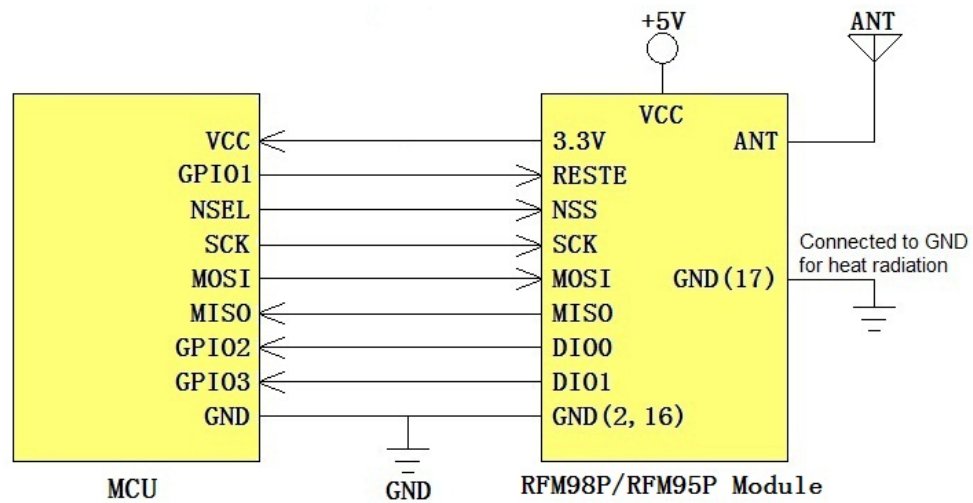 +5V
ANT
VCC
VCC
3.3V
ANT
GPIO1
RESTE
NSEL
NSS
SCK
SCK
Connected to GND
for heat radiation
MOSI
MOSI
GND(17)
MISO
MISO
GPIO2
DIO0
GPIO3
DIO1
GND
GND(2,16)
MCU
GND
RFM98P/RFM95P Module